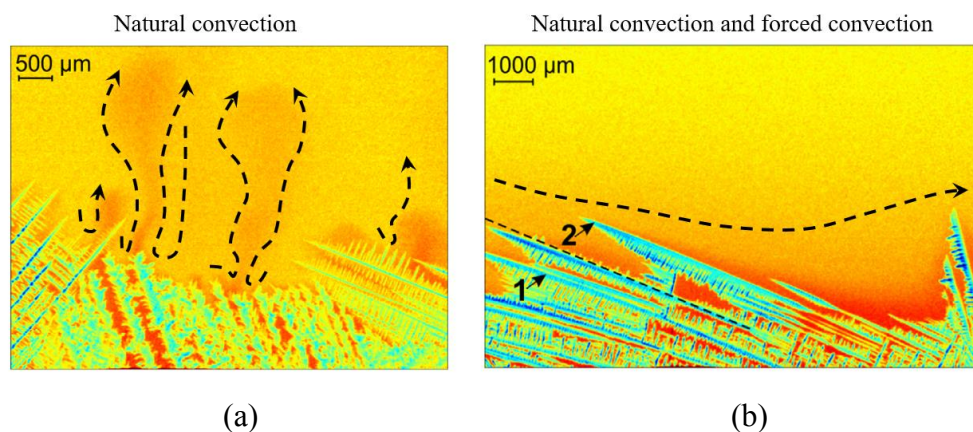 Natural convection
Natural convection and forced convection
500 μm
1000 μm
2
1
(a)
(b)